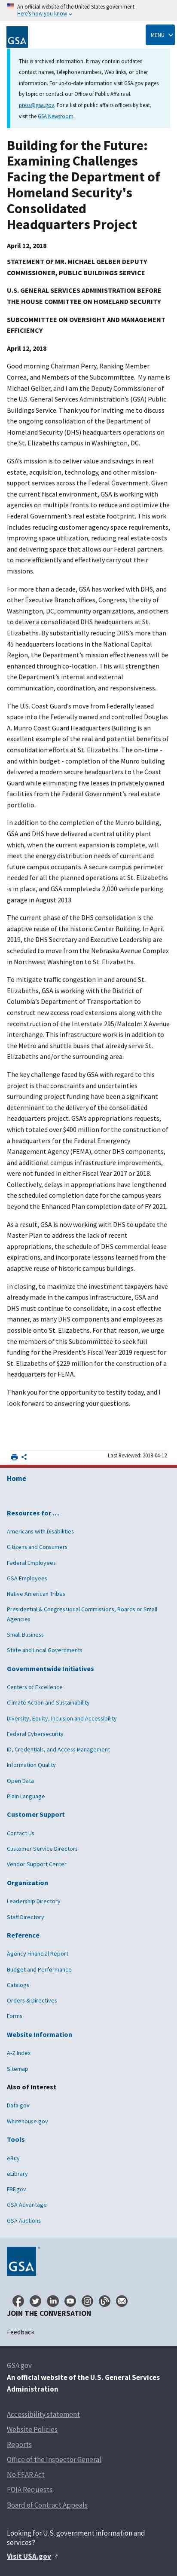 An official website of the United States government
Here's how you know
GSA
MENU
This is archived information. It may contain outdated
contact names, telephone numbers, Web links, or other
information. For up-to-date information visit GSA.gov pages
by topic or contact our Office of Public Affairs at
press@gsa.gov. For a list of public affairs officers by beat,
visit the GSA Newsroom.
Building for the Future:
Examining Challenges
Facing the Department of
Homeland Security's
Consolidated
Headquarters Project
April 12, 2018
STATEMENT OF MR. MICHAEL GELBER DEPUTY
COMMISSIONER, PUBLIC BUILDINGS SERVICE
U.S. GENERAL SERVICES ADMINISTRATION BEFORE
THE HOUSE COMMITTEE ON HOMELAND SECURITY
SUBCOMMITTEE ON OVERSIGHT AND MANAGEMENT
EFFICIENCY
April 12, 2018
Good morning Chairman Perry, Ranking Member
Correa, and Members of the Subcommittee.  My name is
Michael Gelber, and I am the Deputy Commissioner of
the U.S. General Services Administration's (GSA) Public
Buildings Service. Thank you for inviting me to discuss
the ongoing consolidation of the Department of
Homeland Security (DHS) headquarters operations on
the St. Elizabeths campus in Washington, DC.
GSA's mission is to deliver the best value in real
estate, acquisition, technology, and other mission-
support services across the Federal Government. Given
the current fiscal environment, GSA is working with
agencies to consolidate space and optimize the Federal
Government's real estate footprint. This work includes
measures to reduce customer agency space requirements,
improve space utilization, reduce real estate costs to
the taxpayer and more efficiently carry out their
missions.
For more than a decade, GSA has worked with DHS, and
other Executive Branch offices, Congress, the city of
Washington, DC, community organizations, and others
to deliver a consolidated DHS headquarters at St.
Elizabeths. By substantially reducing DHS's more than
45 headquarters locations in the National Capital
Region, the Department's mission effectiveness will be
enhanced through co-location. This will strengthen the
Department's internal and external
communication, coordination, and responsiveness.
The U.S. Coast Guard's move from Federally leased
space to the Federally owned and controlled Douglas
A. Munro Coast Guard Headquarters Building is an
example of the real and potential benefits of
consolidation efforts at St. Elizabeths. The on-time -
and within budget - completion of the Munro building
delivered a modern more secure headquarters to the Coast
Guard while eliminating expensive and inefficient
facilities from the Federal Government's real estate
portfolio.
In addition to the completion of the Munro building,
GSA and DHS have delivered a central utility plant
which, when the current expansion is complete, will
meet the energy distribution needs of current and
future occupants. A secure campus perimeter needed
for the consolidated DHS occupancy of St. Elizabeths is
in place, and GSA completed a 2,000 vehicle parking
garage in August 2013.
The current phase of the DHS consolidation is the
adaptive reuse of the historic Center Building. In April
2019, the DHS Secretary and Executive Leadership are
scheduled to move from the Nebraska Avenue Complex
in Northwest Washington to St. Elizabeths.
To mitigate traffic congestion in and around St.
Elizabeths, GSA is working with the District of
Columbia's Department of Transportation to
construct an access road extending into neighboring
areas. GSA is also working on a contract for the
reconstruction of the Interstate 295/Malcolm X Avenue
interchange. This infrastructure work is in addition to
the Metro and shuttle buses that already serve St.
Elizabeths and/or the surrounding area.
The key challenge faced by GSA with regard to this
project is that constraints and uncertainties
surrounding project funding have a significant
impact on the timely completion of the consolidated
headquarters project. GSA's appropriations requests,
which totaled over $400 million for the construction of
a headquarters for the Federal Emergency
Management Agency (FEMA), other DHS components,
and additional campus infrastructure improvements,
were not met in either Fiscal Year 2017 or 2018.
Collectively, delays in appropriations have lengthened
the scheduled completion date for the campus
beyond the Enhanced Plan completion date of FY 2021.
As a result, GSA is now working with DHS to update the
Master Plan to address the lack of timely
appropriations, the schedule of DHS commercial lease
expirations, and the impact of delay on the adaptive
reuse of existing historic campus buildings.
In closing, to maximize the investment taxpayers have
already made in the campus infrastructure, GSA and
DHS must continue to consolidate, in a cost effective
manner, as many DHS components and employees as
possible onto St. Elizabeths. For that reason, we urge
the members of this Subcommittee to seek full
funding for the President's Fiscal Year 2019 budget for
St. Elizabeths of $229 million for the construction of a
headquarters for FEMA.
Thank you for the opportunity to testify today, and I
look forward to answering your questions.
Last Reviewed: 2018-04-12
Home
Resources for …
Americans with Disabilities
Citizens and Consumers
Federal Employees
GSA Employees
Native American Tribes
Presidential & Congressional Commissions, Boards or Small
Agencies
Small Business
State and Local Governments
Governmentwide Initiatives
Centers of Excellence
Climate Action and Sustainability
Diversity, Equity, Inclusion and Accessibility
Federal Cybersecurity
ID, Credentials, and Access Management
Information Quality
Open Data
Plain Language
Customer Support
Contact Us
Customer Service Directors
Vendor Support Center
Organization
Leadership Directory
Staff Directory
Reference
Agency Financial Report
Budget and Performance
Catalogs
Orders & Directives
Forms
Website Information
A-Z Index
Sitemap
Also of Interest
Data.gov
Whitehouse.gov
Tools
eBuy
eLibrary
FBF.gov
GSA Advantage
GSA Auctions
GSA
JOIN THE CONVERSATION
Feedback
GSA.gov
An official website of the U.S. General Services
Administration
Accessibility statement
Website Policies
Reports
Office of the Inspector General
No FEAR Act
FOIA Requests
Board of Contract Appeals
Looking for U.S. government information and
services?
Visit USA.gov